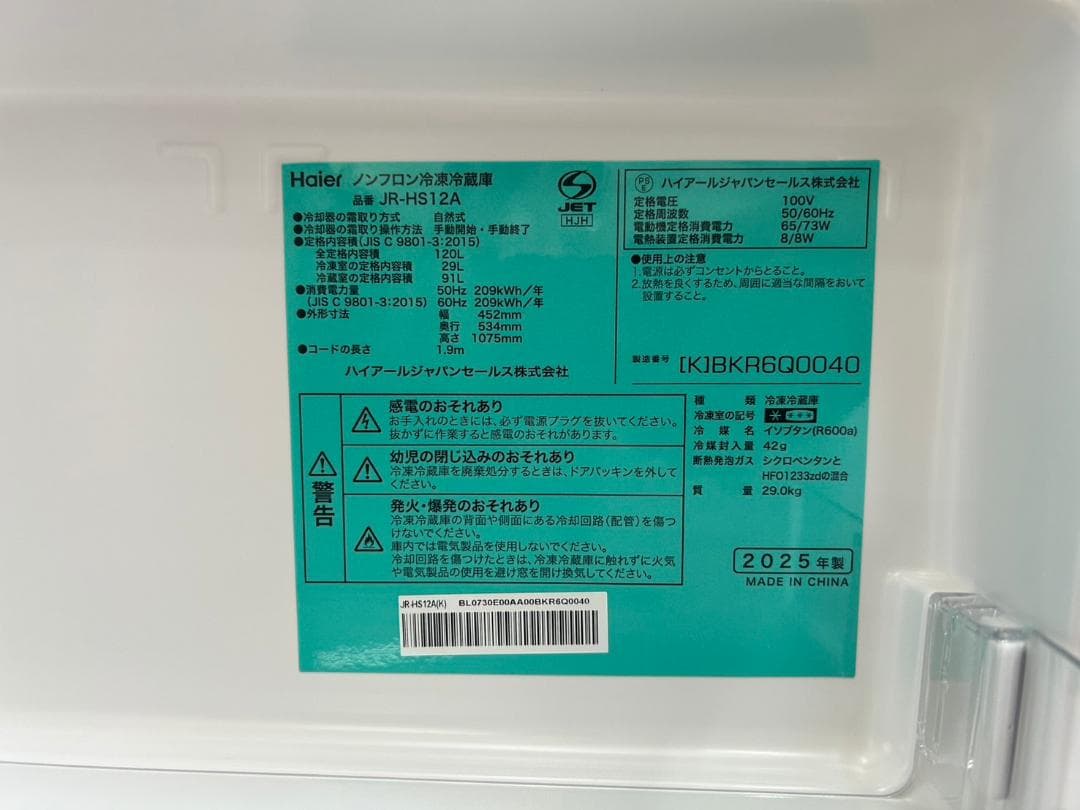 Haier ノンフロン冷凍冷蔵庫
品番 JR-HS12A
●冷却器の霜取り方式 自然式
●冷却器の霜取り操作方法 手動開始・手動終了
●定格内容積(JIS C 9801-3:2015)
全定格内容積 120L
冷凍室の定格内容積 29L
冷蔵室の定格内容積 91L
●消費電力量 50Hz 209kWh/年
(JIS C 9801-3:2015) 60Hz 209kWh/年
●外形寸法 幅 452mm
奥行 534mm
高さ 1075mm
●コードの長さ 1.9m
ハイアールジャパンセールス株式会社
S
JET
HJH
PSE ハイアールジャパンセールス株式会社
定格電圧 100V
定格周波数 50/60Hz
電動機定格消費電力 65/73W
電熱装置定格消費電力 8/8W
●使用上の注意
1.電源は必ずコンセントからとること。
2.放熱を良くするため、周囲に適当な間隔をおいて
設置すること。
製造番号 [K]BKR6Q0040
警告
感電のおそれあり
お手入れのときには、必ず電源プラグを抜いてください。
抜かずに作業すると感電のおそれがあります。
幼児の閉じ込みのおそれあり
冷凍冷蔵庫を廃棄処分するときは、ドアパッキンを外して
ください。
発火・爆発のおそれあり
冷凍冷蔵庫の背面や側面にある冷却回路(配管)を傷つ
けないでください。
庫内では電気製品を使用しないでください。
冷却回路を傷つけたときは、冷凍冷蔵庫に触れずに火気
や電気製品の使用を避け窓を開け換気してください。
種類 冷凍冷蔵庫
冷凍室の記号
冷媒名 イソブタン(R600a)
冷媒封入量 42g
断熱発泡ガス シクロペンタンと
HFO1233zdの混合
質量 29.0kg
2025年製
MADE IN CHINA
JR-HS12A(K) BL0730E00AA00BKR6Q0040